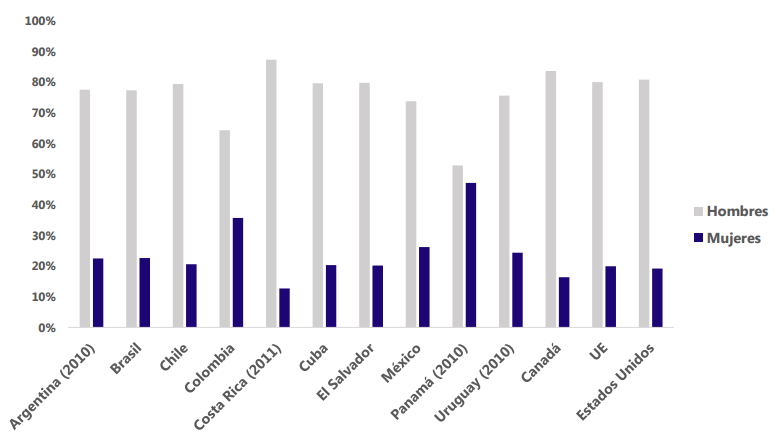 100%
90%
80%
70%
60%
50%
40%
30%
20%
10%
0%
Hombres
Mujeres
Argentina (2010)
Brasil
Chile
Colombia
Costa Rica (2011)
Cuba
El Salvador
México
Panamá (2010)
Uruguay (2010)
Canadá
UE
Estados Unidos